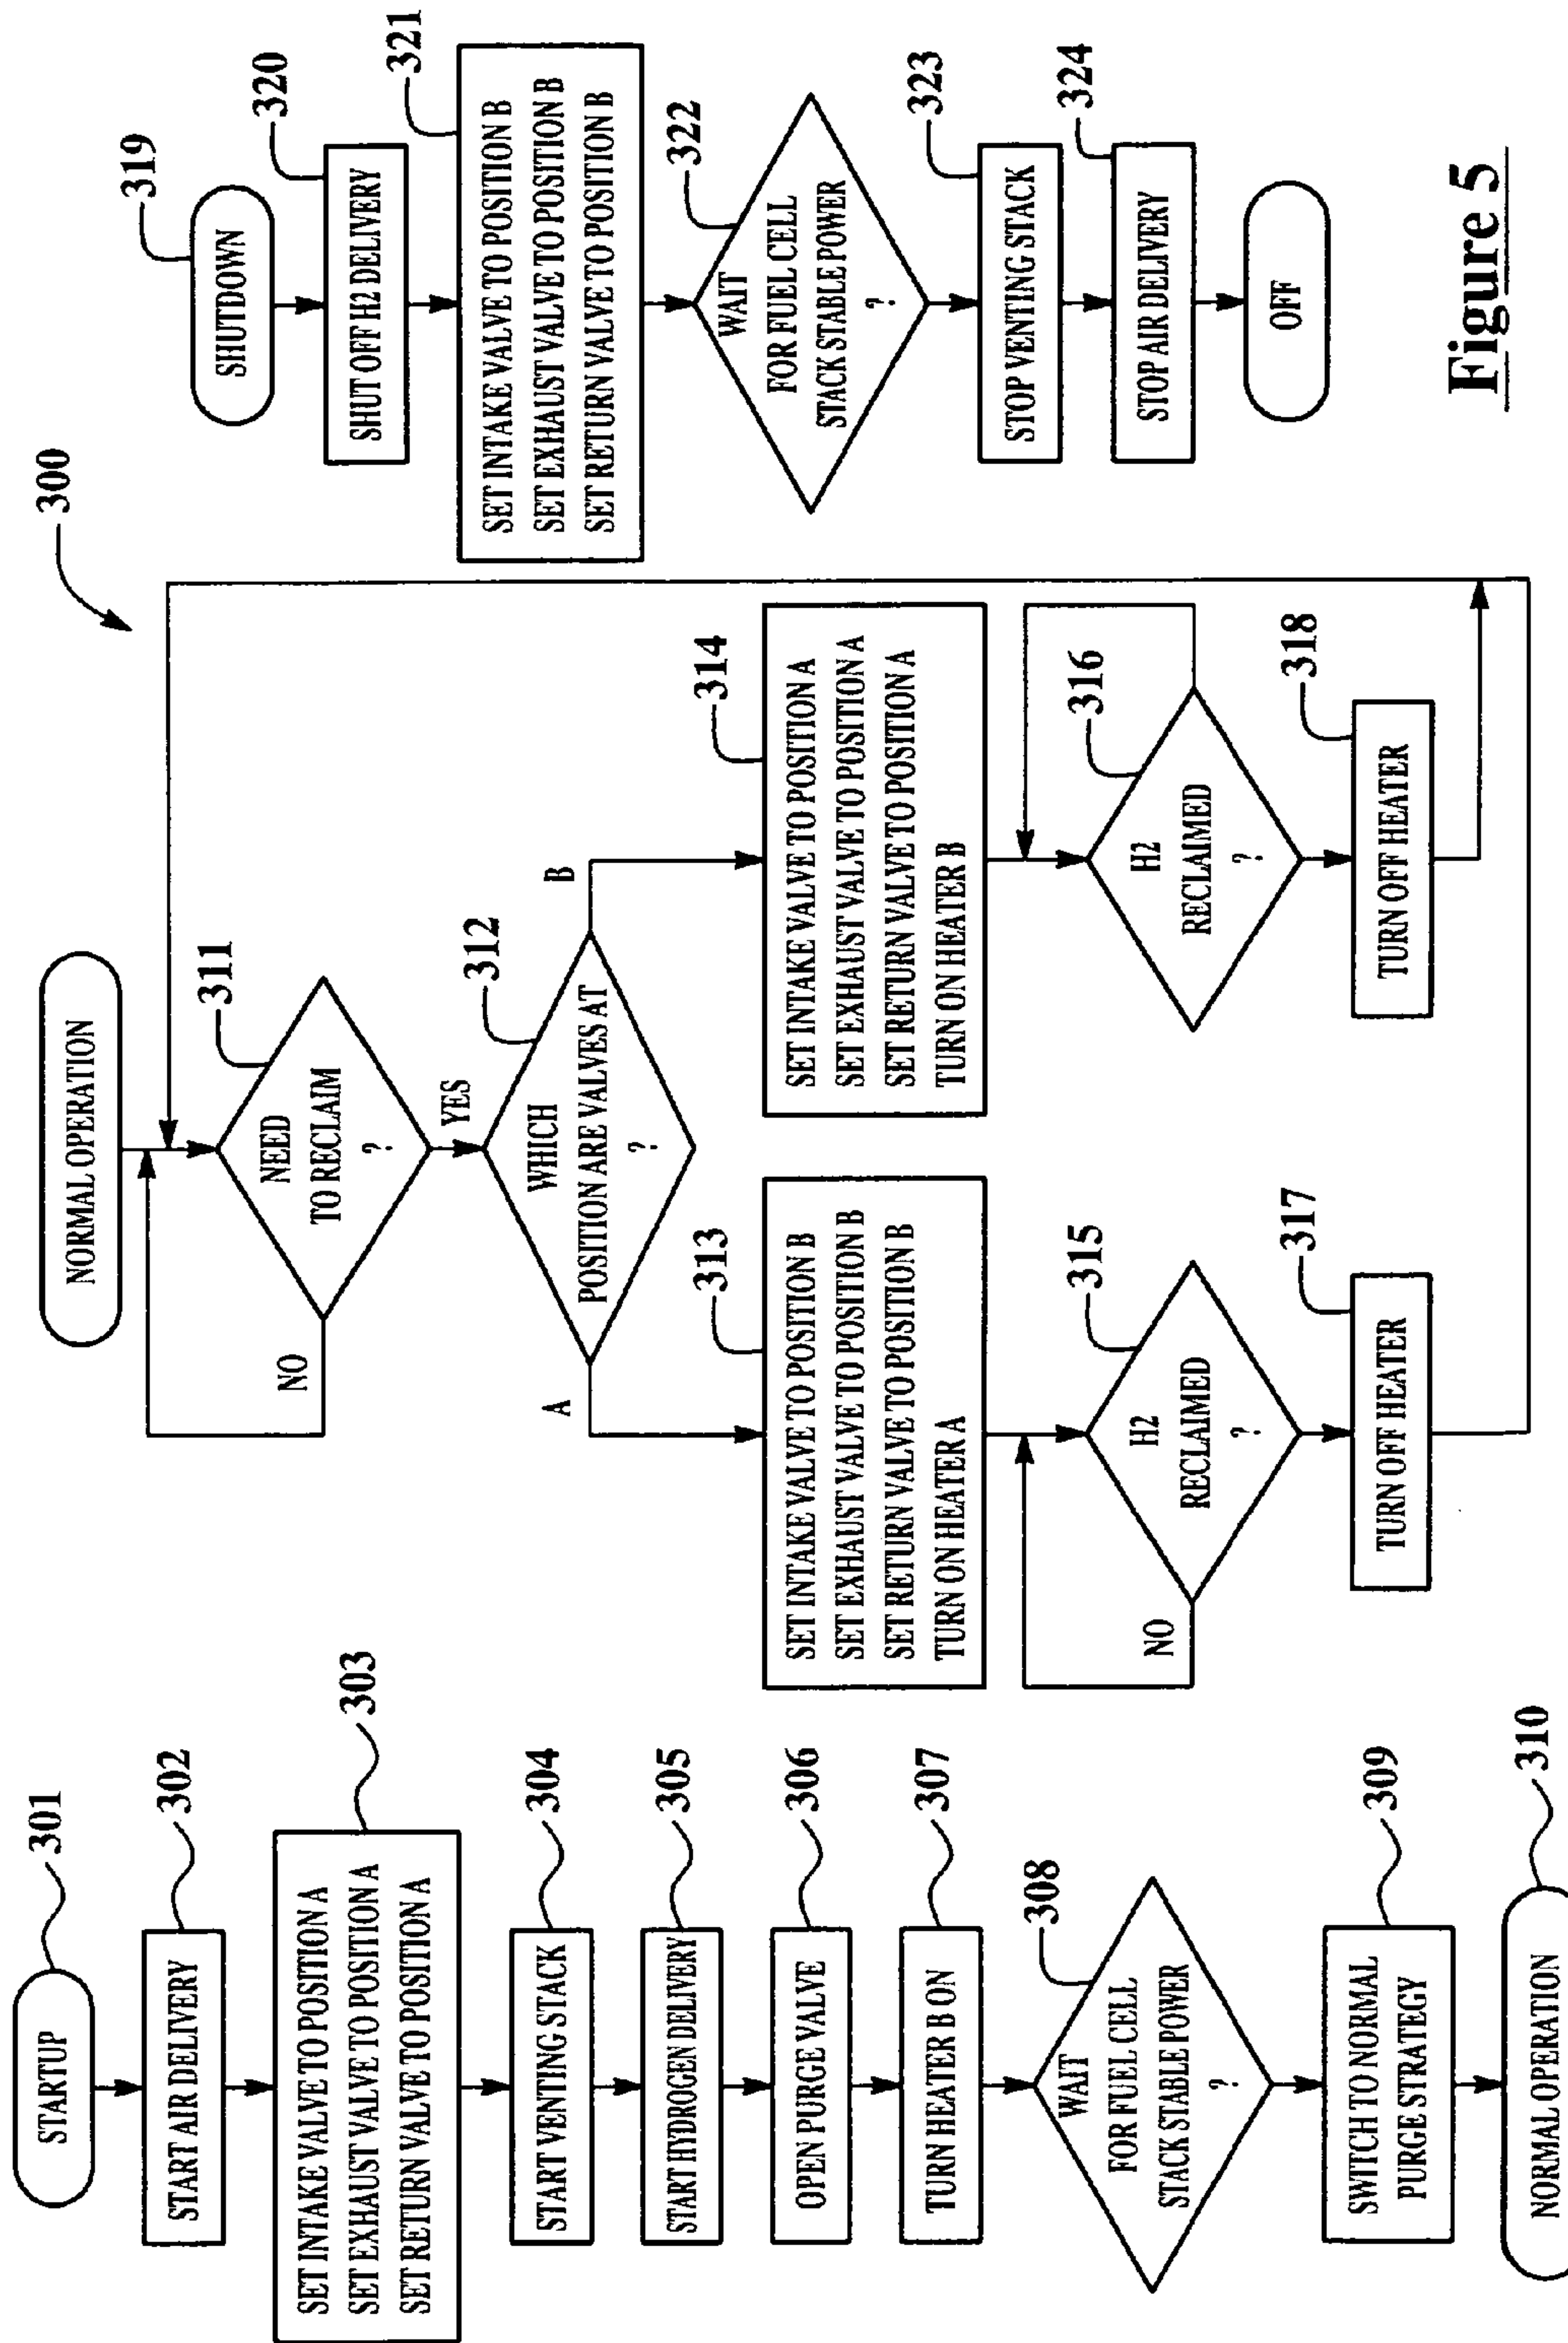 301
STARTUP
302
START AIR DELIVERY
303
SET INTAKE VALVE TO POSITION A
SET EXHAUST VALVE TO POSITION A
SET RETURN VALVE TO POSITION A
304
START VENTING STACK
305
START HYDROGEN DELIVERY
306
OPEN PURGE VALVE
307
TURN HEATER B ON
308
WAIT
FOR FUEL CELL
STACK STABLE POWER
?
309
SWITCH TO NORMAL
PURGE STRATEGY
310
NORMAL OPERATION
300
NORMAL OPERATION
311
NEED
TO RECLAIM
?
NO
YES
312
WHICH
POSITION ARE VALVES AT
?
A
B
313
SET INTAKE VALVE TO POSITION B
SET EXHAUST VALVE TO POSITION B
SET RETURN VALVE TO POSITION B
TURN ON HEATER A
314
SET INTAKE VALVE TO POSITION A
SET EXHAUST VALVE TO POSITION A
SET RETURN VALVE TO POSITION A
TURN ON HEATER B
315
H2
RECLAIMED
?
NO
316
H2
RECLAIMED
?
317
TURN OFF HEATER
318
TURN OFF HEATER
319
SHUTDOWN
320
SHUT OFF H2 DELIVERY
321
SET INTAKE VALVE TO POSITION B
SET EXHAUST VALVE TO POSITION B
SET RETURN VALVE TO POSITION B
322
WAIT
FOR FUEL CELL
STACK STABLE POWER
?
323
STOP VENTING STACK
324
STOP AIR DELIVERY
OFF
Figure 5